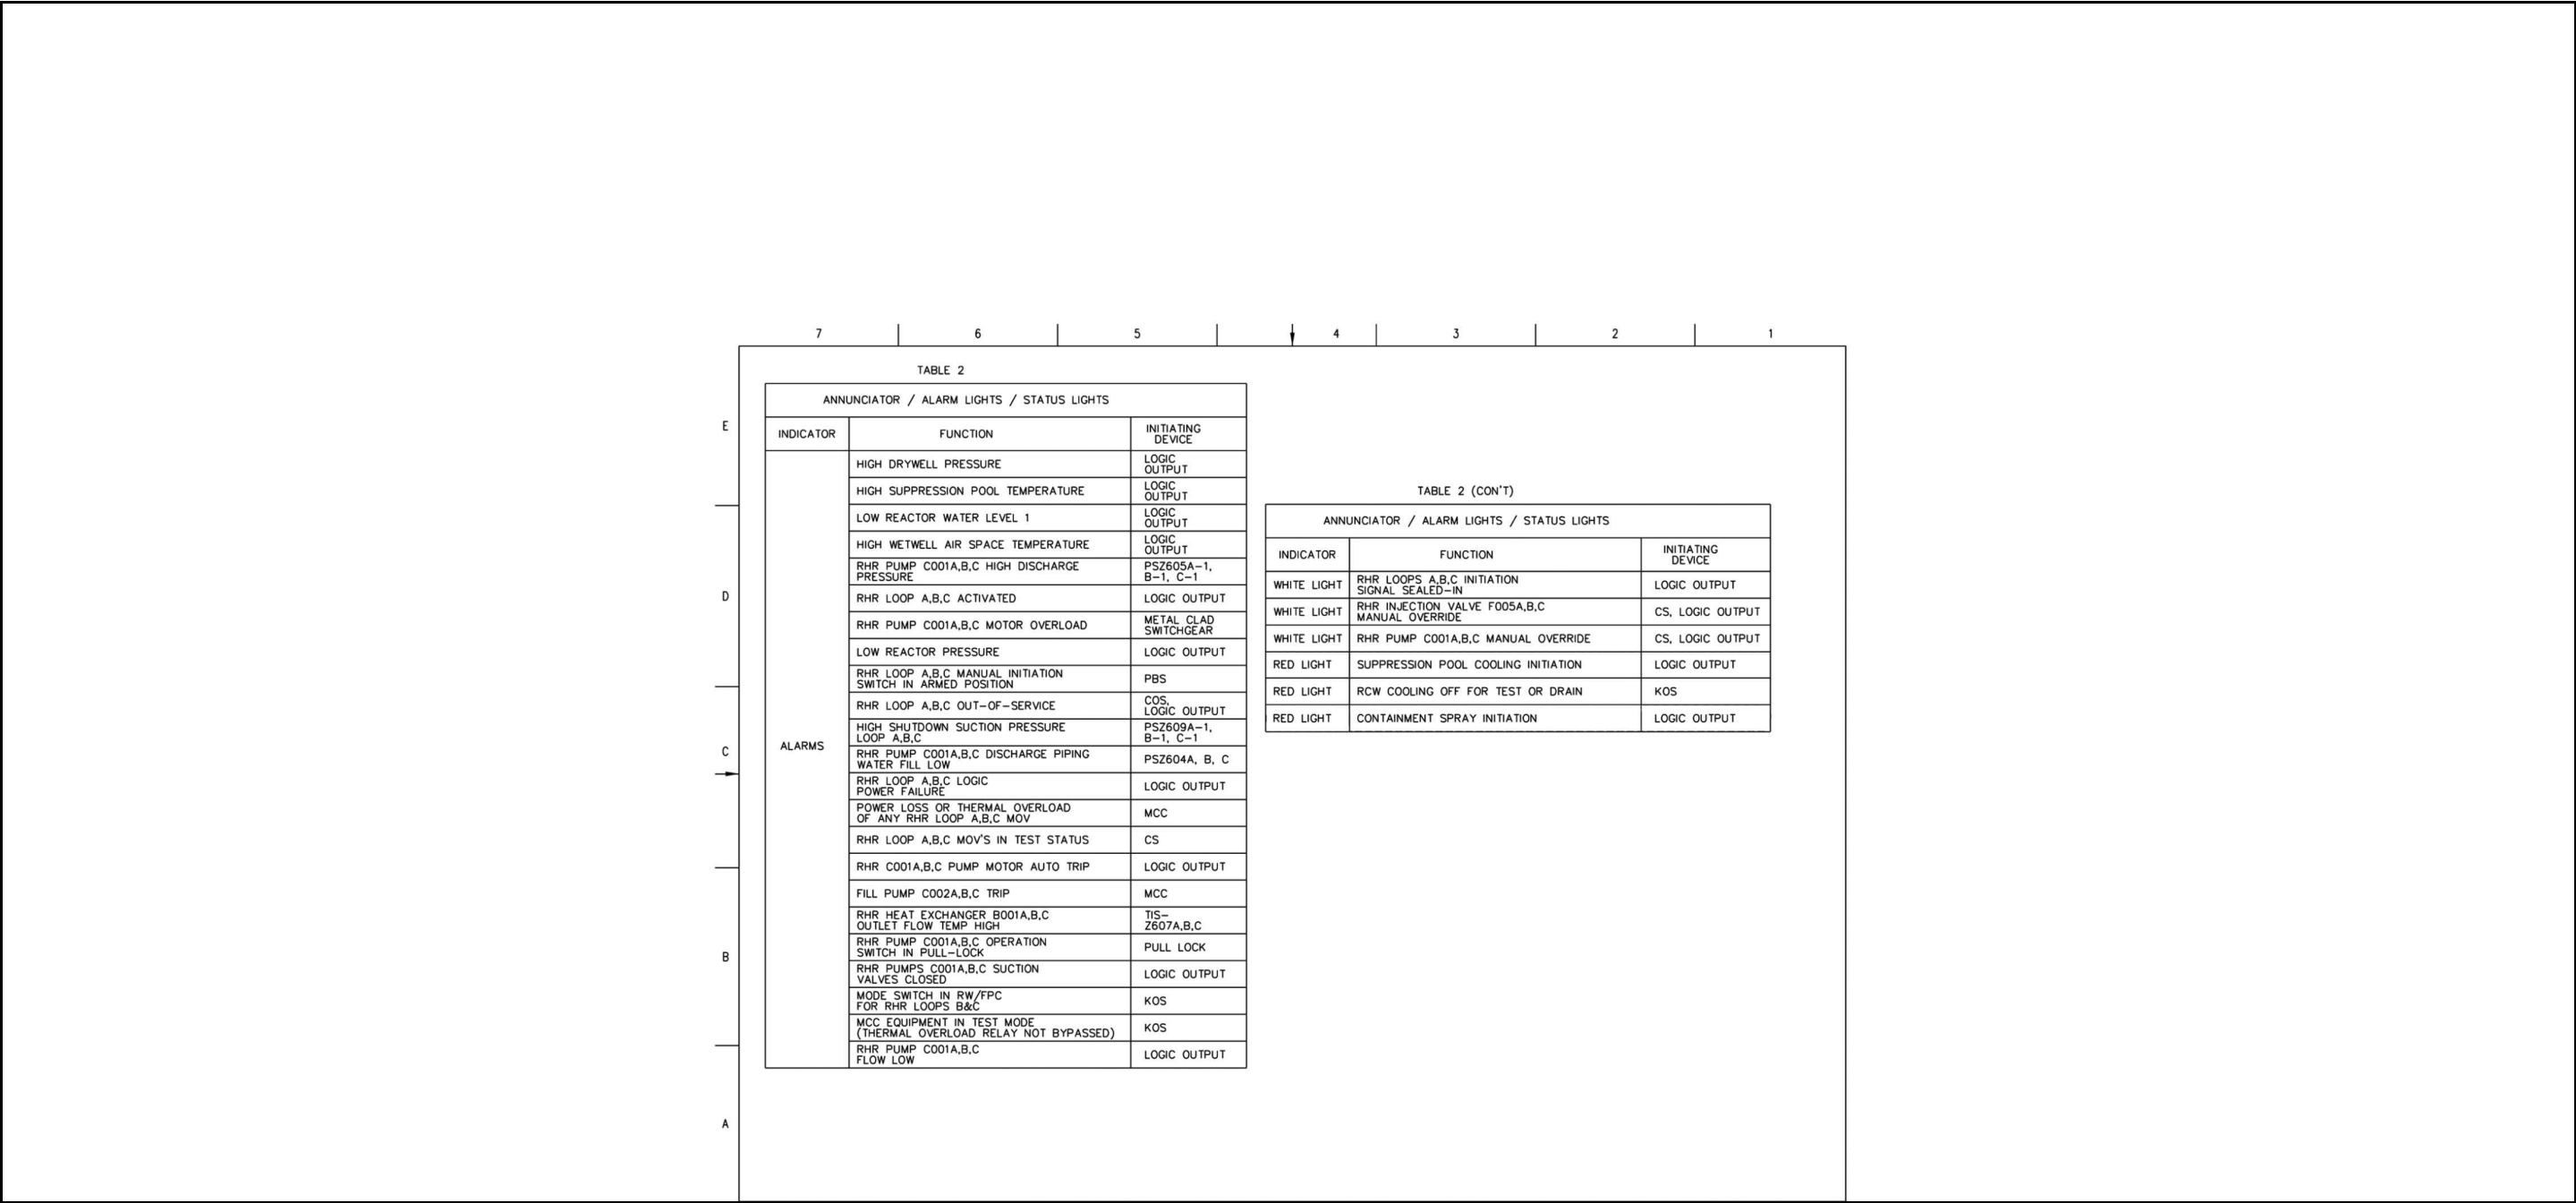 7 6 5 4 3 2 1
TABLE 2
ANNUNCIATOR / ALARM LIGHTS / STATUS LIGHTS
E
INDICATOR FUNCTION INITIATING
DEVICE
HIGH DRYWELL PRESSURE LOGIC
OUTPUT
HIGH SUPPRESSION POOL TEMPERATURE LOGIC
OUTPUT
LOW REACTOR WATER LEVEL 1 LOGIC
OUTPUT
HIGH WETWELL AIR SPACE TEMPERATURE LOGIC
OUTPUT
RHR PUMP C001A,B,C HIGH DISCHARGE PSZ605A-1,
PRESSURE B-1, C-1
D
RHR LOOP A,B,C ACTIVATED LOGIC OUTPUT
RHR PUMP C001A,B,C MOTOR OVERLOAD METAL CLAD
SWITCHGEAR
LOW REACTOR PRESSURE LOGIC OUTPUT
RHR LOOP A,B,C MANUAL INITIATION
SWITCH IN ARMED POSITION PBS
RHR LOOP A,B,C OUT-OF-SERVICE COS,
LOGIC OUTPUT
HIGH SHUTDOWN SUCTION PRESSURE PSZ609A-1,
LOOP A,B,C B-1, C-1
C
ALARMS
RHR PUMP C001A,B,C DISCHARGE PIPING
WATER FILL LOW PSZ604A, B, C
RHR LOOP A,B,C LOGIC
POWER FAILURE LOGIC OUTPUT
POWER LOSS OR THERMAL OVERLOAD
OF ANY RHR LOOP A,B,C MOV MCC
RHR LOOP A,B,C MOV'S IN TEST STATUS CS
RHR C001A,B,C PUMP MOTOR AUTO TRIP LOGIC OUTPUT
FILL PUMP C002A,B,C TRIP MCC
RHR HEAT EXCHANGER B001A,B,C TIS-
OUTLET FLOW TEMP HIGH Z607A,B,C
B
RHR PUMP C001A,B,C OPERATION
SWITCH IN PULL-LOCK PULL LOCK
RHR PUMPS C001A,B,C SUCTION
VALVES CLOSED LOGIC OUTPUT
MODE SWITCH IN RW/FPC
FOR RHR LOOPS B&C KOS
MCC EQUIPMENT IN TEST MODE
(THERMAL OVERLOAD RELAY NOT BYPASSED) KOS
RHR PUMP C001A,B,C
FLOW LOW LOGIC OUTPUT
A
TABLE 2 (CON'T)
ANNUNCIATOR / ALARM LIGHTS / STATUS LIGHTS
INDICATOR FUNCTION INITIATING
DEVICE
WHITE LIGHT RHR LOOPS A,B,C INITIATION
SIGNAL SEALED-IN LOGIC OUTPUT
WHITE LIGHT RHR INJECTION VALVE F005A,B,C
MANUAL OVERRIDE CS, LOGIC OUTPUT
WHITE LIGHT RHR PUMP C001A,B,C MANUAL OVERRIDE CS, LOGIC OUTPUT
RED LIGHT SUPPRESSION POOL COOLING INITIATION LOGIC OUTPUT
RED LIGHT RCW COOLING OFF FOR TEST OR DRAIN KOS
RED LIGHT CONTAINMENT SPRAY INITIATION LOGIC OUTPUT